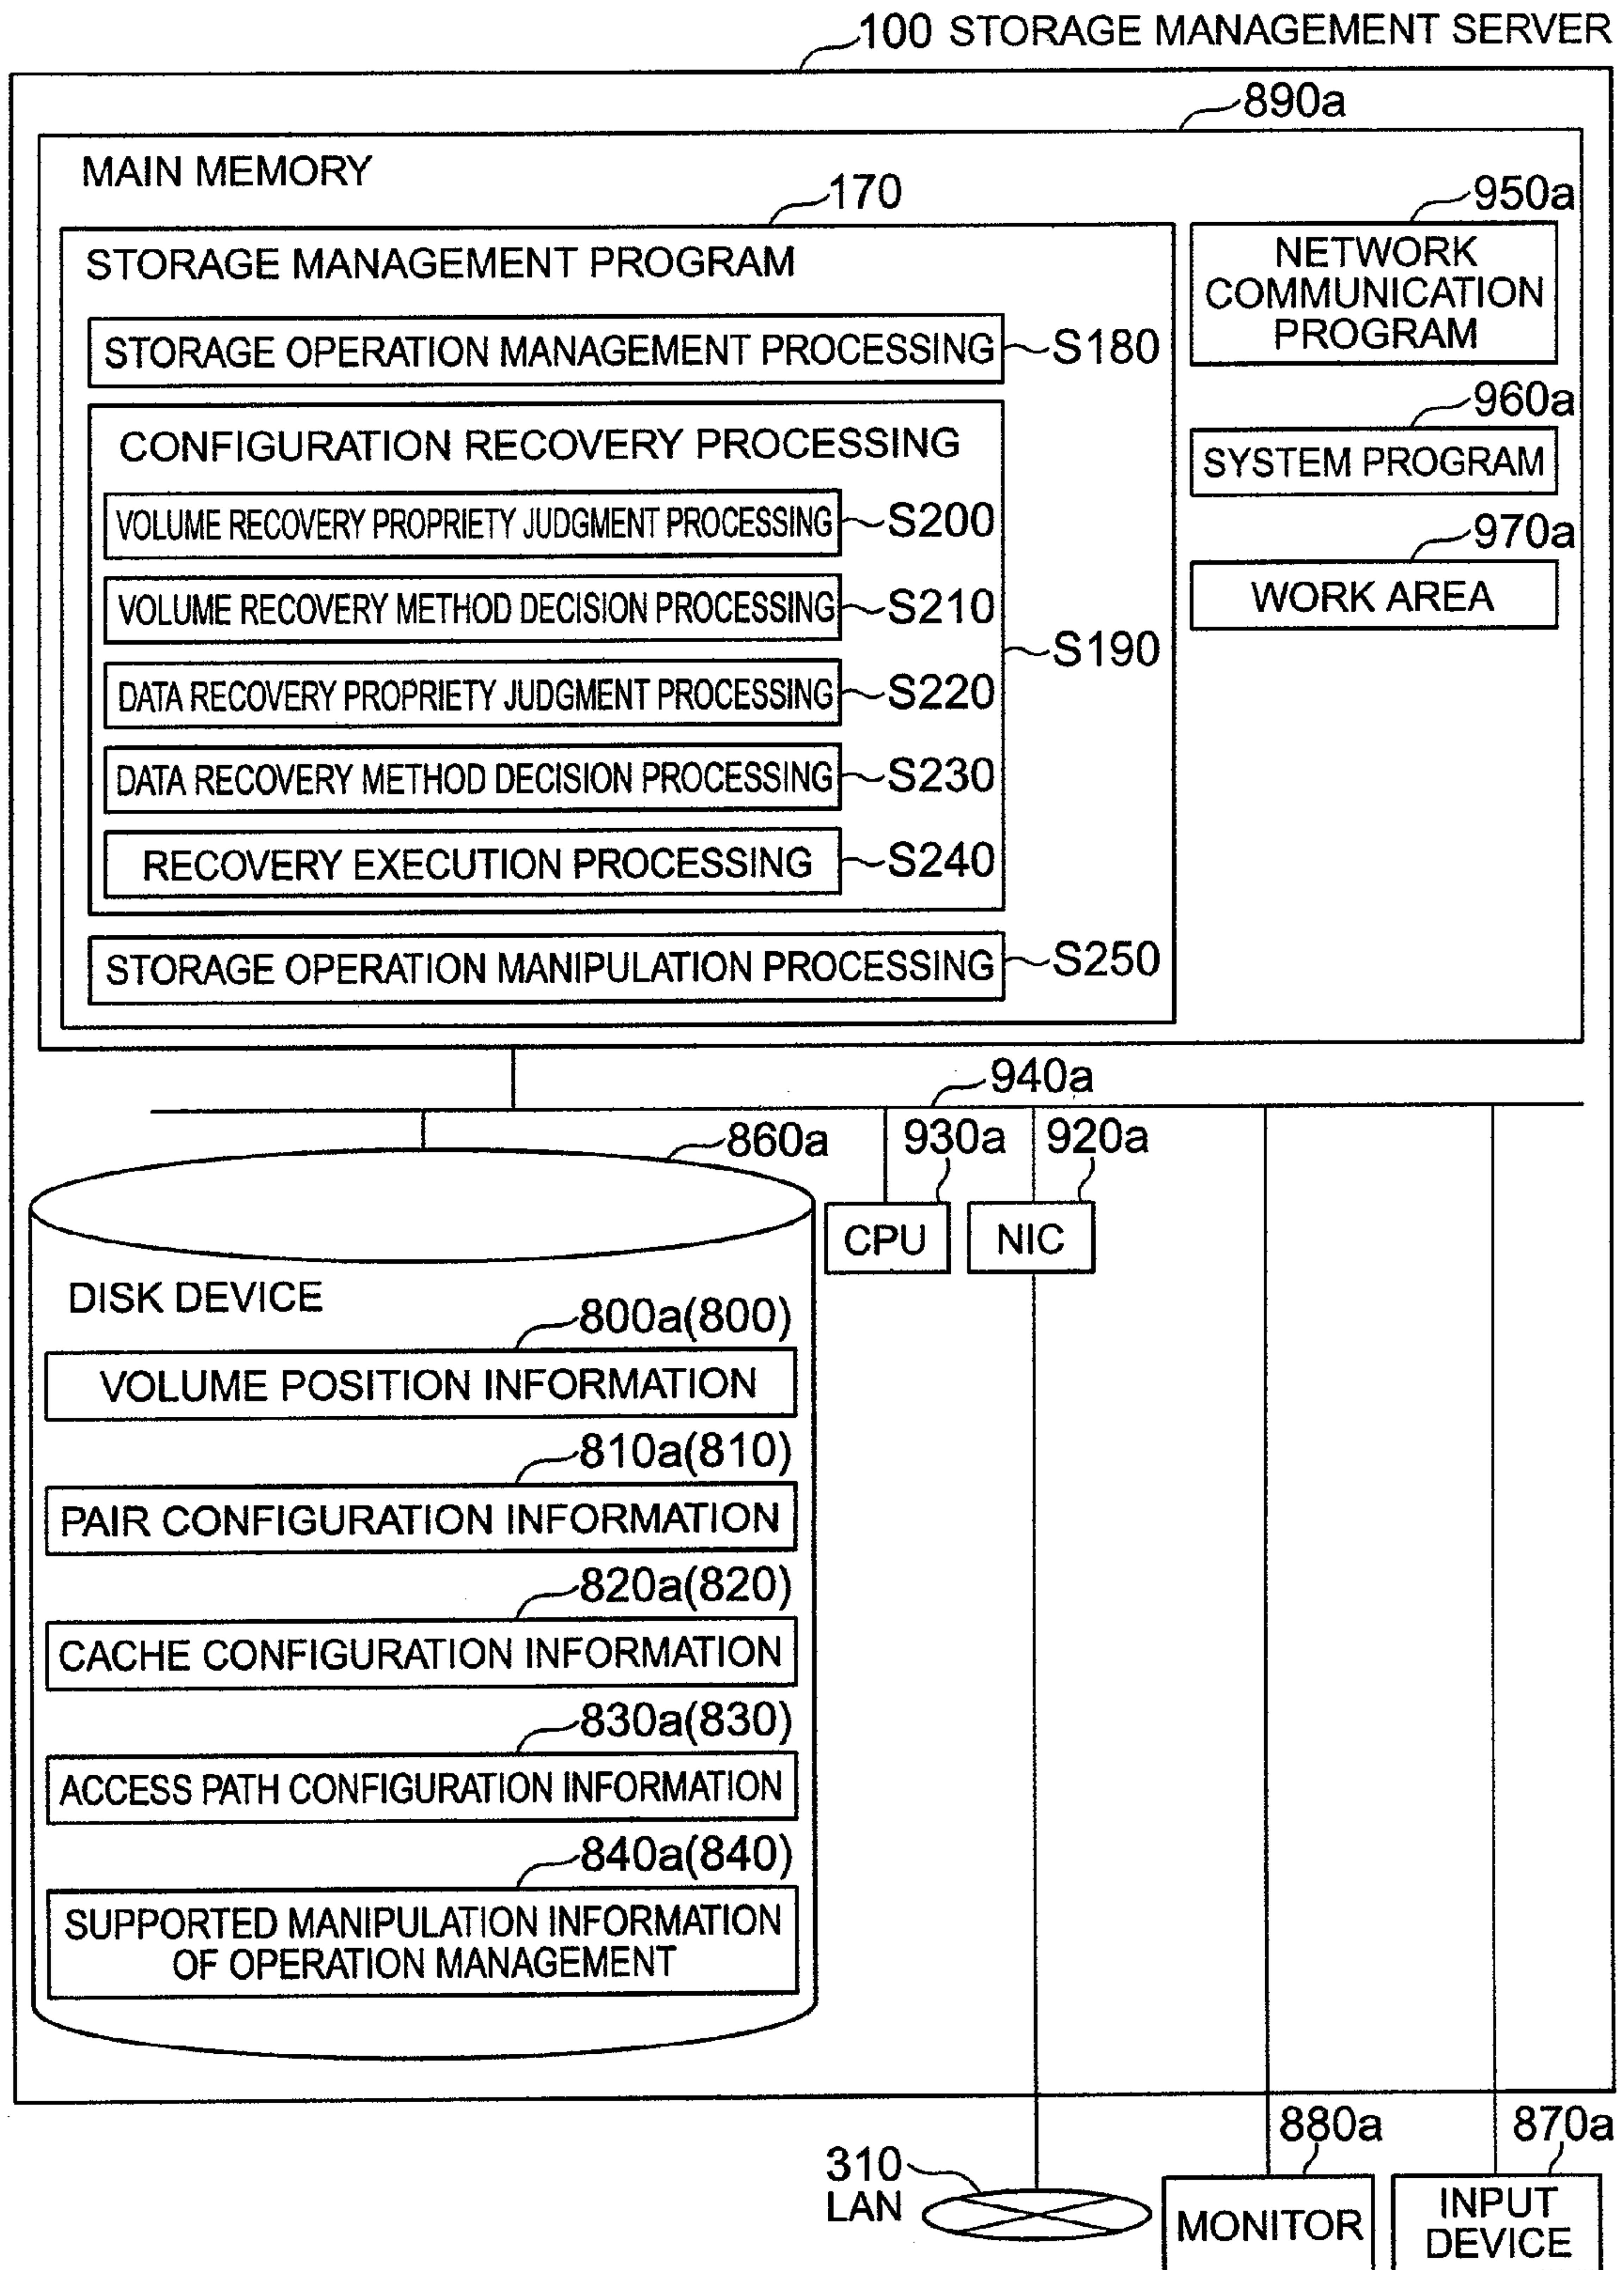 100 STORAGE MANAGEMENT SERVER
890a
MAIN MEMORY
170
950a
STORAGE MANAGEMENT PROGRAM
NETWORK
COMMUNICATION
PROGRAM
STORAGE OPERATION MANAGEMENT PROCESSING
S180
960a
CONFIGURATION RECOVERY PROCESSING
SYSTEM PROGRAM
VOLUME RECOVERY PROPRIETY JUDGMENT PROCESSING
S200
970a
VOLUME RECOVERY METHOD DECISION PROCESSING
S210
WORK AREA
S190
DATA RECOVERY PROPRIETY JUDGMENT PROCESSING
S220
DATA RECOVERY METHOD DECISION PROCESSING
S230
RECOVERY EXECUTION PROCESSING
S240
STORAGE OPERATION MANIPULATION PROCESSING
S250
940a
860a
930a
920a
CPU
NIC
DISK DEVICE
800a(800)
VOLUME POSITION INFORMATION
810a(810)
PAIR CONFIGURATION INFORMATION
820a(820)
CACHE CONFIGURATION INFORMATION
830a(830)
ACCESS PATH CONFIGURATION INFORMATION
840a(840)
SUPPORTED MANIPULATION INFORMATION
OF OPERATION MANAGEMENT
880a
870a
310
LAN
MONITOR
INPUT
DEVICE